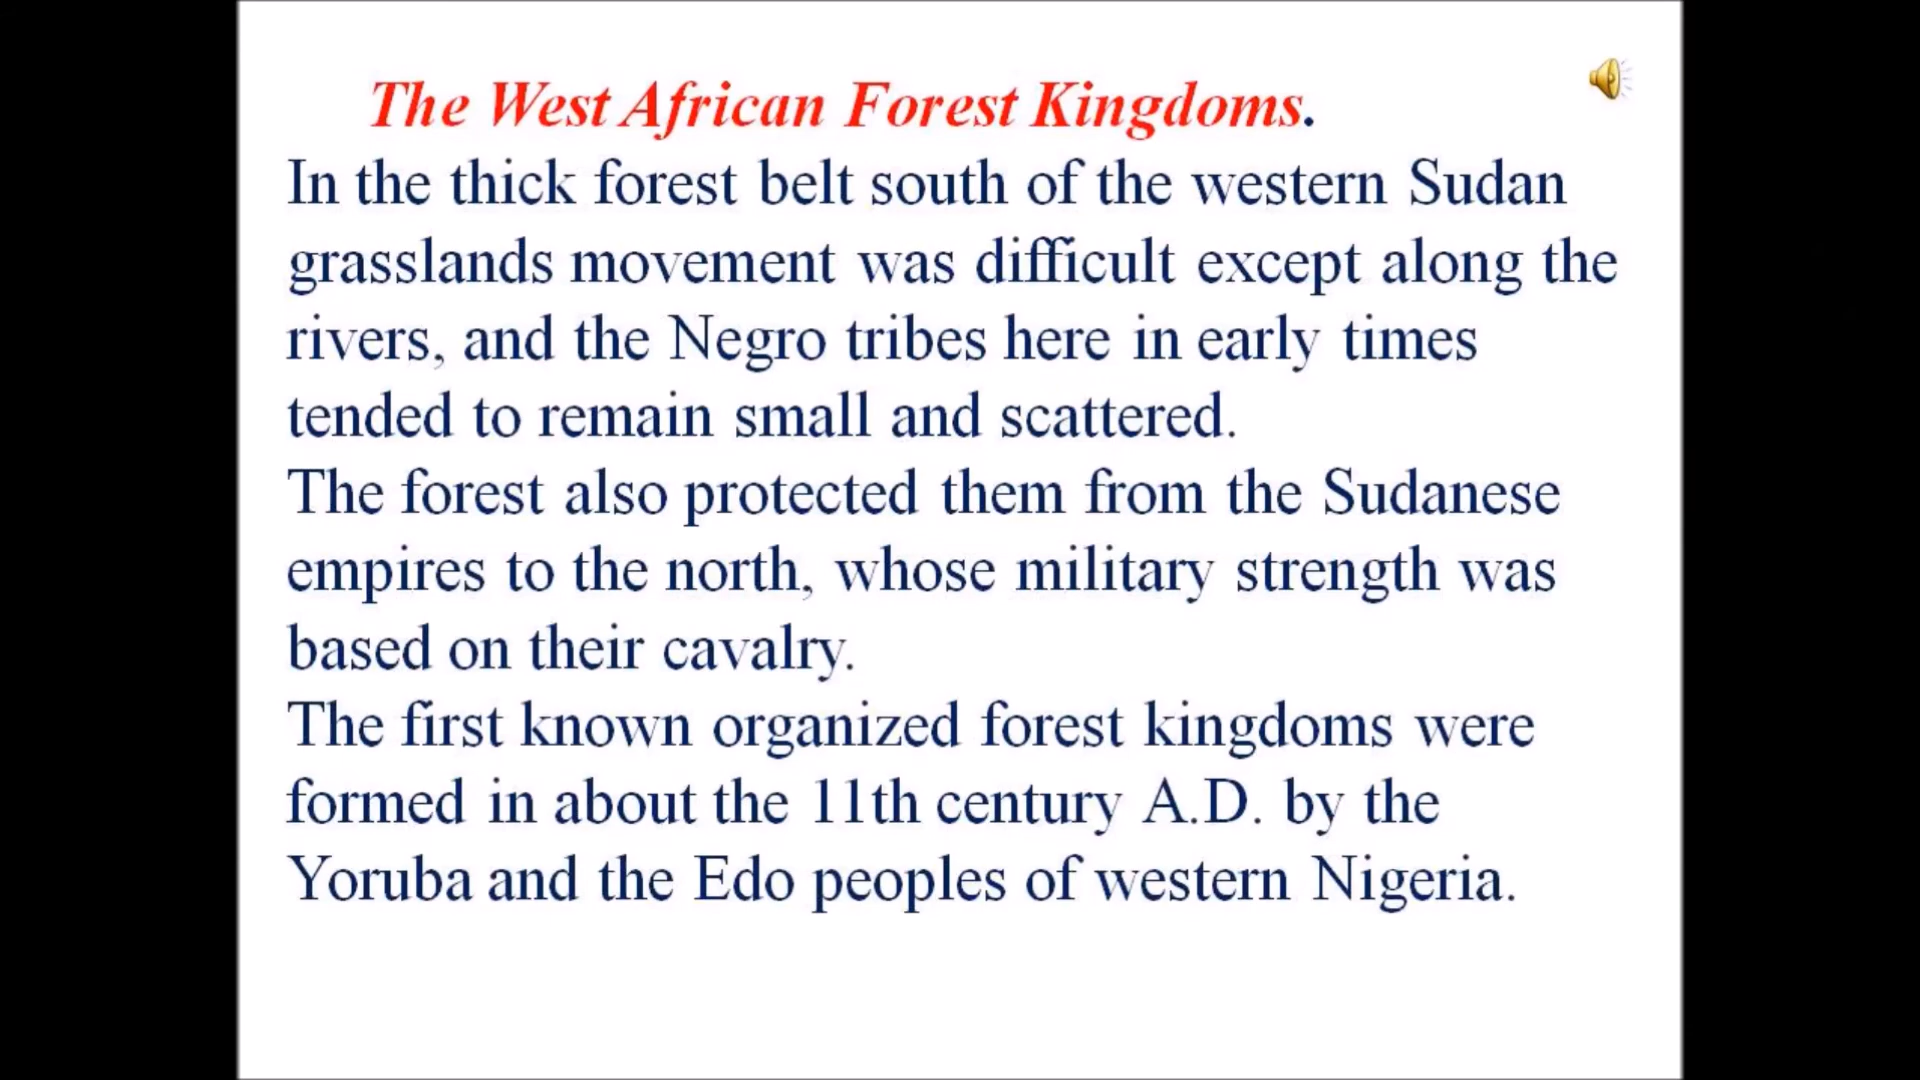 The West African Forest Kingdoms.
In the thick forest belt south of the western Sudan
grasslands movement was difficult except along the
rivers, and the Negro tribes here in early times
tended to remain small and scattered.
The forest also protected them from the Sudanese
empires to the north, whose military strength was
based on their cavalry.
The first known organized forest kingdoms were
formed in about the 11th century A.D. by the
Yoruba and the Edo peoples of western Nigeria.